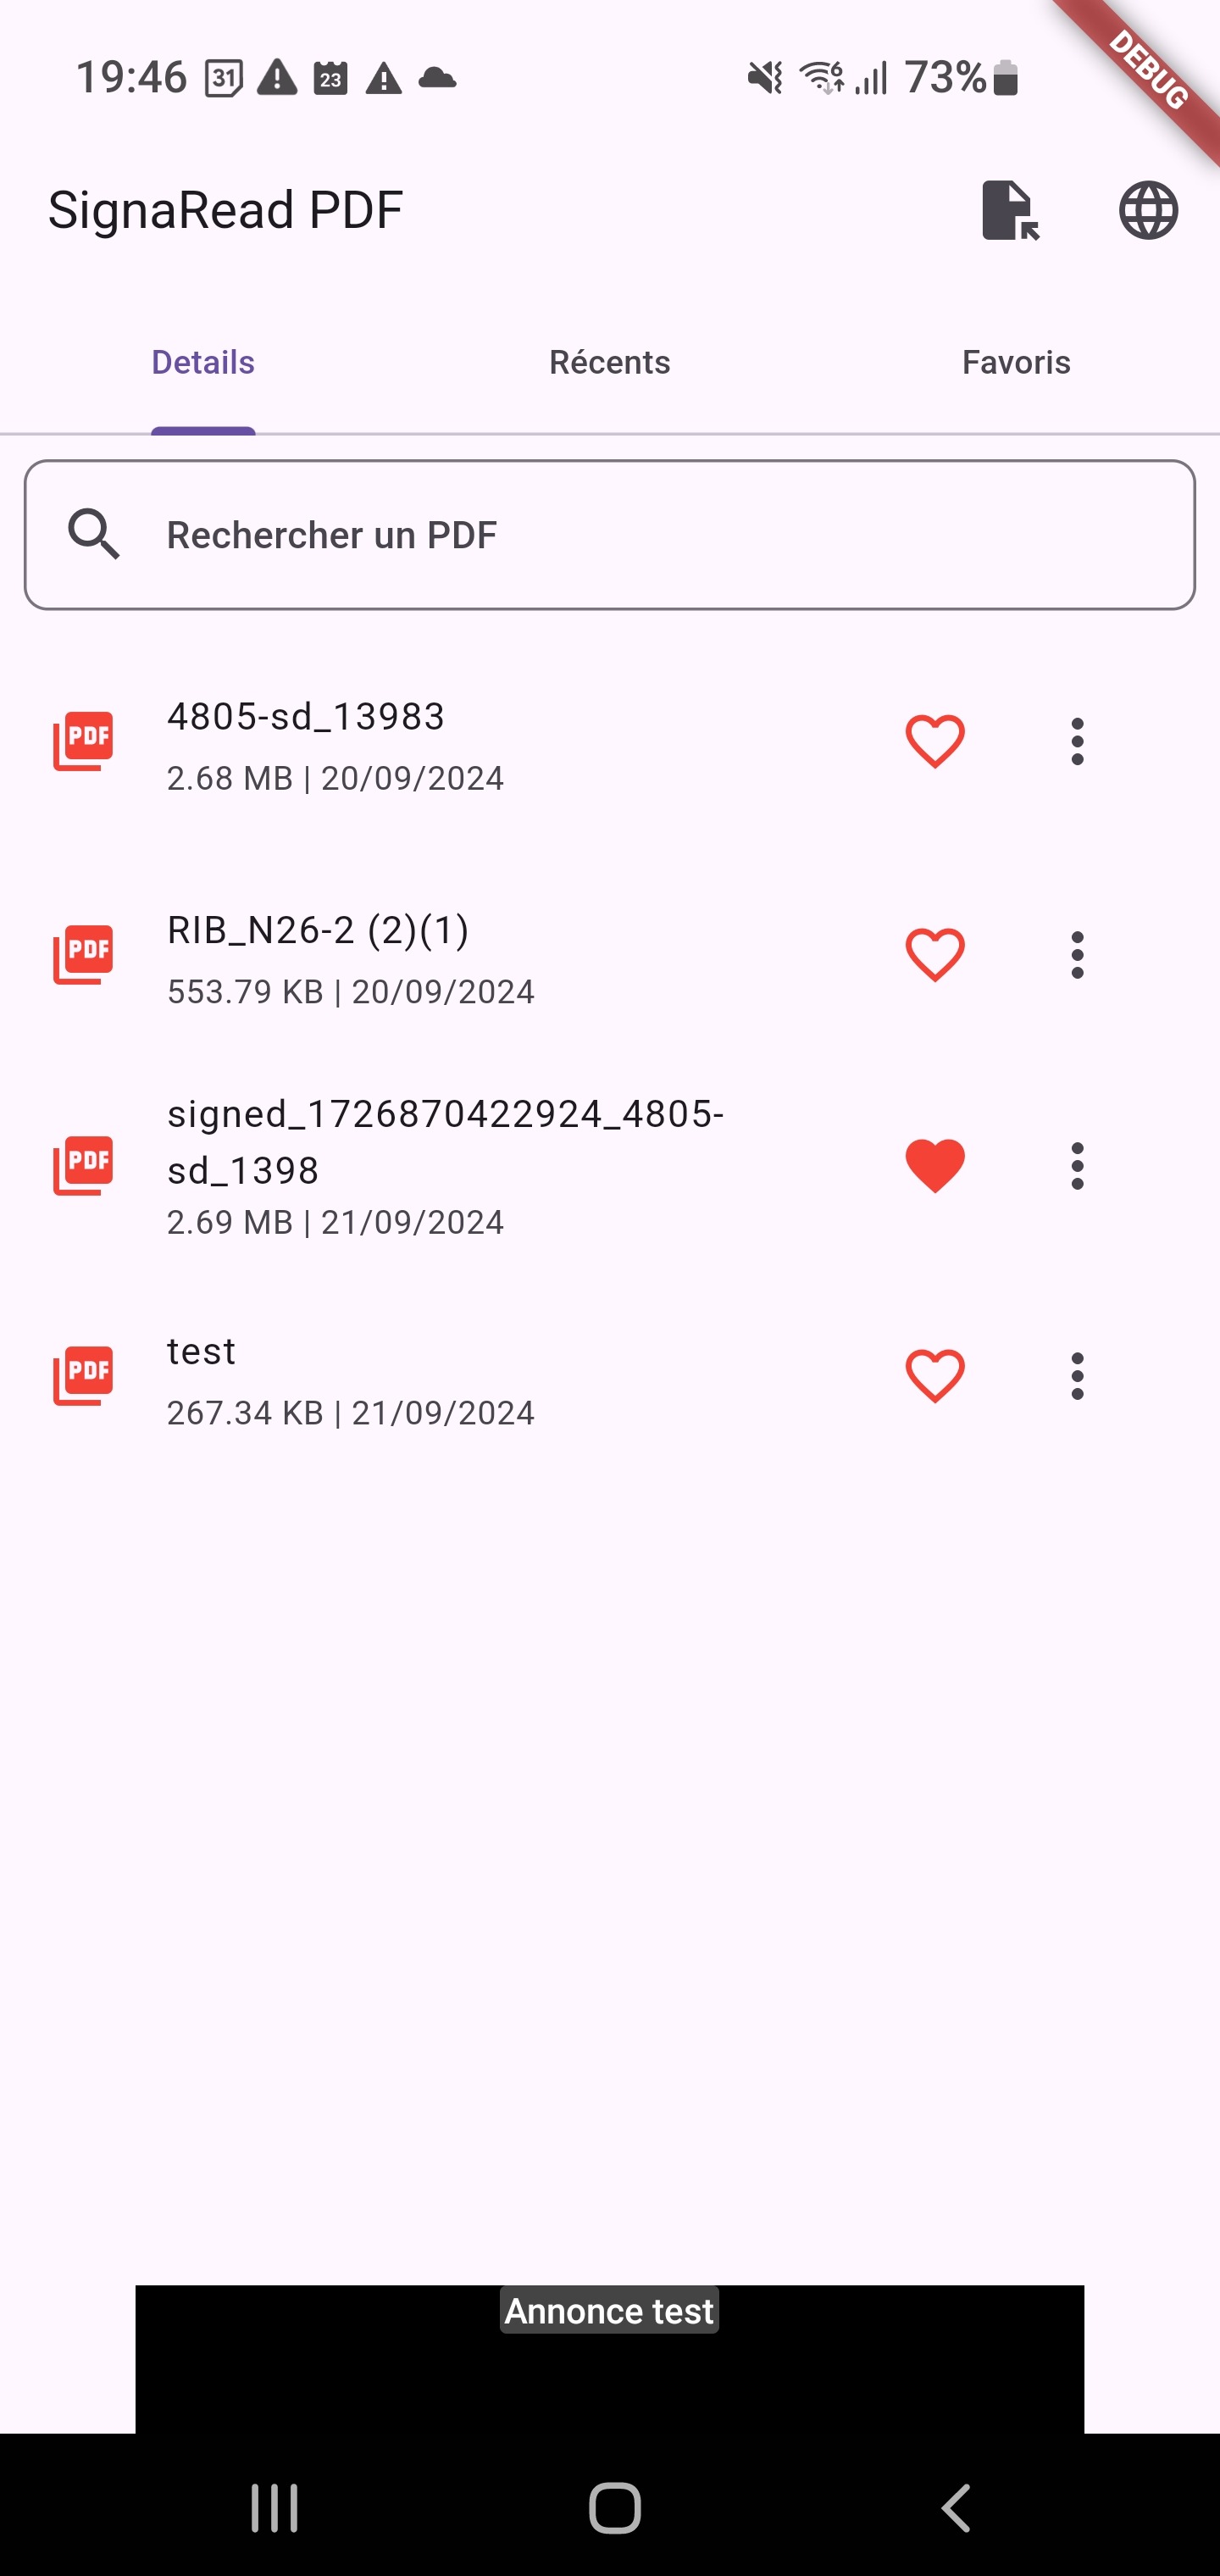 19:46 31 23 6 73%
DEBUG
SignaRead PDF
Details Récents Favoris
Rechercher un PDF
PDF 4805-sd_13983
2.68 MB | 20/09/2024
PDF RIB_N26-2 (2)(1)
553.79 KB | 20/09/2024
signed_1726870422924_4805-
PDF sd_1398
2.69 MB | 21/09/2024
PDF test
267.34 KB | 21/09/2024
Annonce test